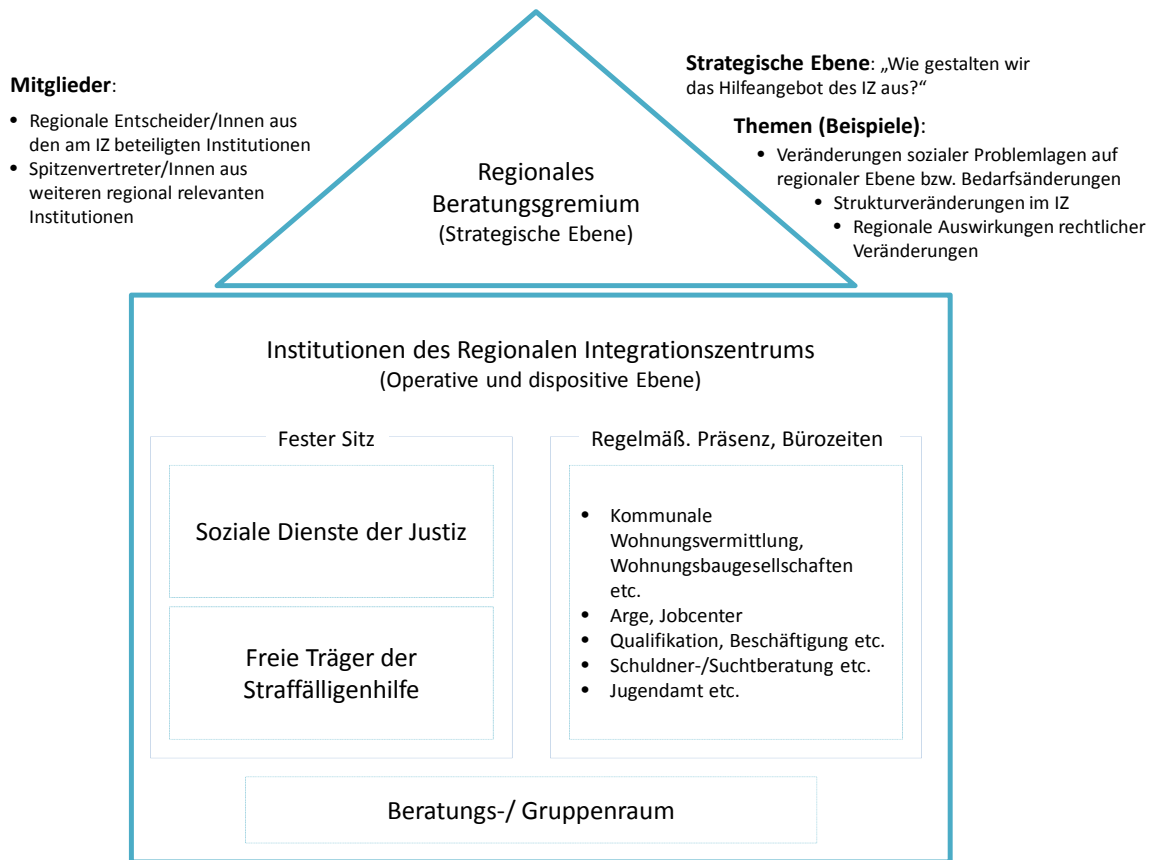 Mitglieder:
• Regionale Entscheider/Innen aus
den am IZ beteiligten Institutionen
• Spitzenvertreter/Innen aus
weiteren regional relevanten
Institutionen
Strategische Ebene: „Wie gestalten wir
das Hilfeangebot des IZ aus?“
Themen (Beispiele):
• Veränderungen sozialer Problemlagen auf
regionaler Ebene bzw. Bedarfsänderungen
• Strukturveränderungen im IZ
• Regionale Auswirkungen rechtlicher
Veränderungen
Regionales
Beratungsgremium
(Strategische Ebene)
Institutionen des Regionalen Integrationszentrums
(Operative und dispositive Ebene)
Fester Sitz
Soziale Dienste der Justiz
Freie Träger der
Straffälligenhilfe
Regelmäß. Präsenz, Bürozeiten
• Kommunale
Wohnungsvermittlung,
Wohnungsbaugesellschaften
etc.
• Arge, Jobcenter
• Qualifikation, Beschäftigung etc.
• Schuldner-/Suchtberatung etc.
• Jugendamt etc.
Beratungs-/ Gruppenraum